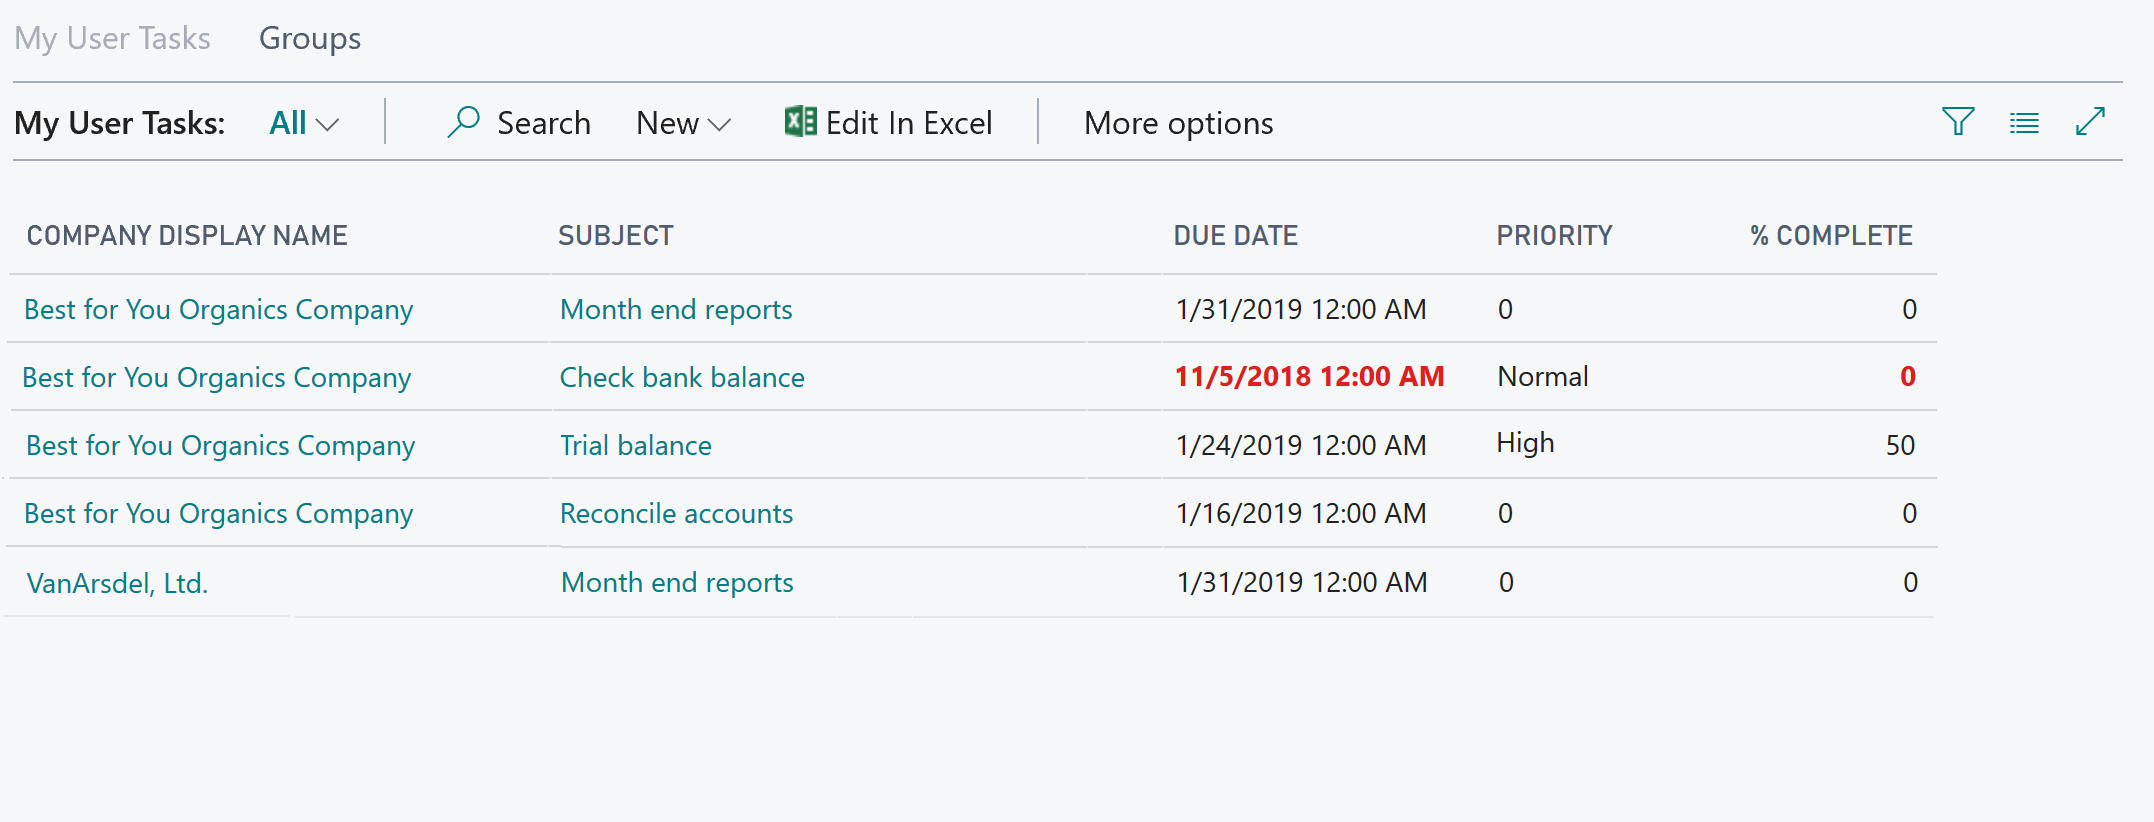 My User Tasks Groups
My User Tasks: All Search New Edit In Excel More options
COMPANY DISPLAY NAME SUBJECT DUE DATE PRIORITY % COMPLETE
Best for You Organics Company Month end reports 1/31/2019 12:00 AM 0 0
Best for You Organics Company Check bank balance 11/5/2018 12:00 AM Normal 0
Best for You Organics Company Trial balance 1/24/2019 12:00 AM High 50
Best for You Organics Company Reconcile accounts 1/16/2019 12:00 AM 0 0
VanArsdel, Ltd. Month end reports 1/31/2019 12:00 AM 0 0